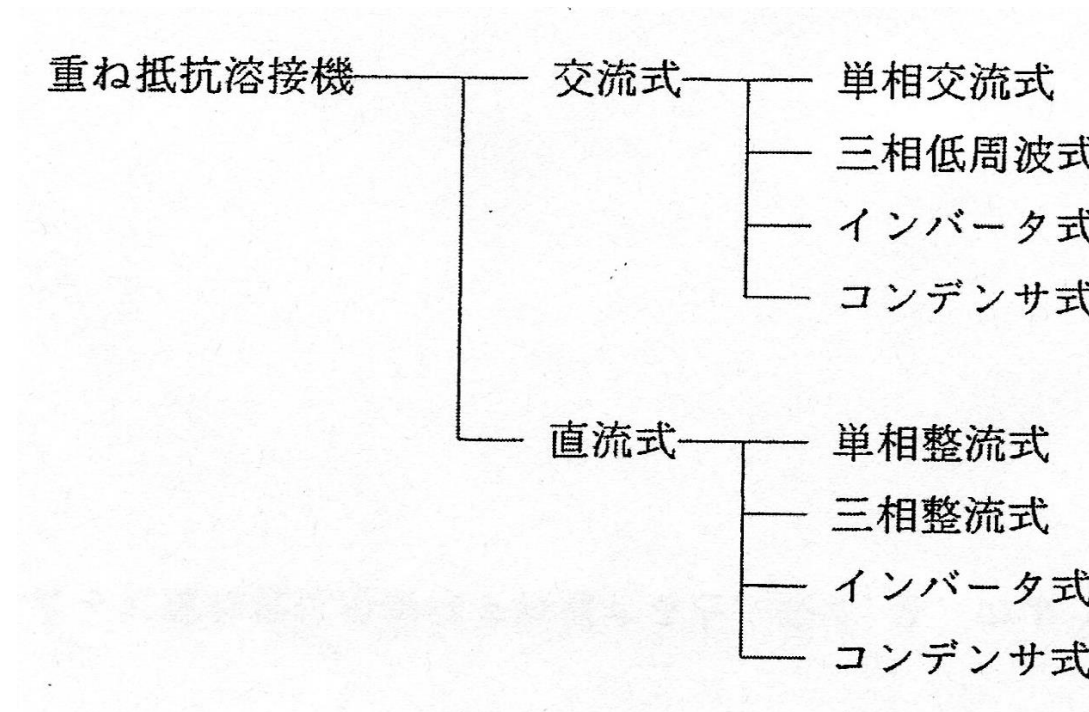 重ね抵抗溶接機 交流式 単相交流式
三相低周波式
インバータ式
コンデンサ式
直流式 単相整流式
三相整流式
インバータ式
コンデンサ式